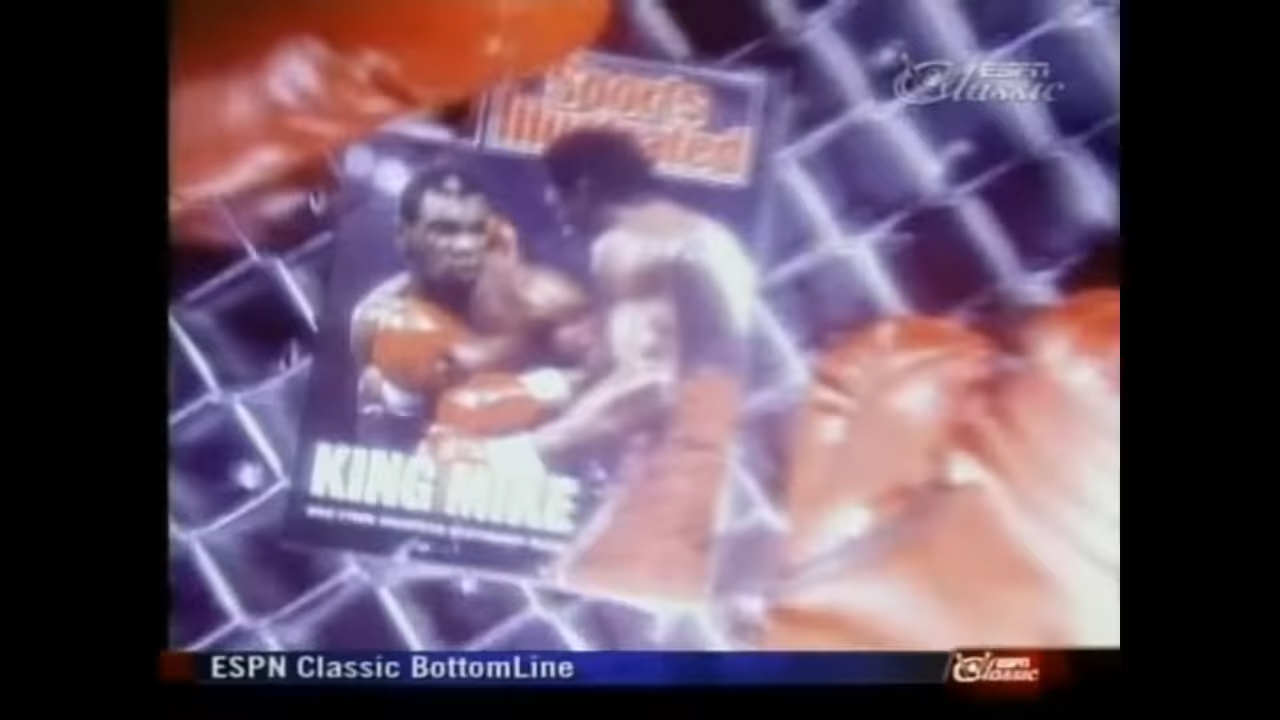 ESPN
Classic
Sports
Illustrated
KING MIKE
ESPN Classic BottomLine
ESPN
Classic